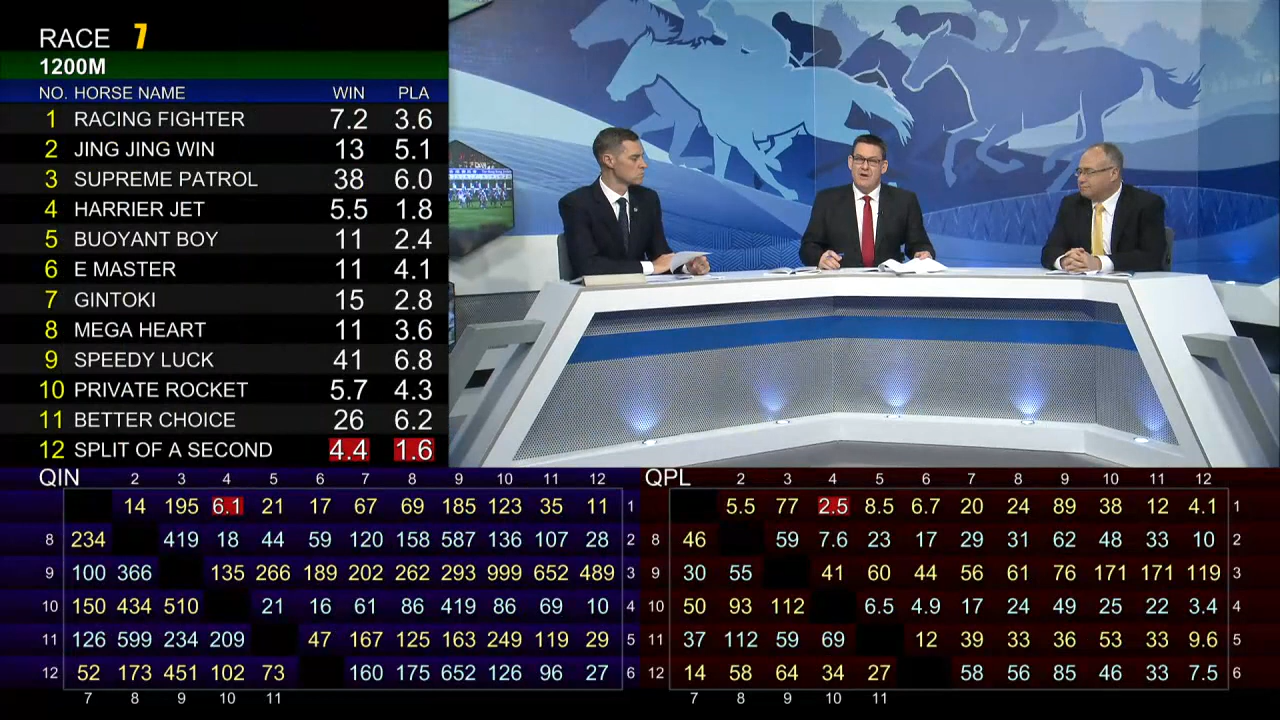 RACE 7
1200M
NO. HORSE NAME WIN PLA
1 RACING FIGHTER 7.2 3.6
2 JING JING WIN 13 5.1
3 SUPREME PATROL 38 6.0
4 HARRIER JET 5.5 1.8
5 BUOYANT BOY 11 2.4
6 E MASTER 11 4.1
7 GINTOKI 15 2.8
8 MEGA HEART 11 3.6
9 SPEEDY LUCK 41 6.8
10 PRIVATE ROCKET 5.7 4.3
11 BETTER CHOICE 26 6.2
12 SPLIT OF A SECOND 4.4 1.6
QIN 2 3 4 5 6 7 8 9 10 11 12
14 195 6.1 21 17 67 69 185 123 35 11 1
8 234 419 18 44 59 120 158 587 136 107 28 2
9 100 366 135 266 189 202 262 293 999 652 489 3
10 150 434 510 21 16 61 86 419 86 69 10 4
11 126 599 234 209 47 167 125 163 249 119 29 5
12 52 173 451 102 73 160 175 652 126 96 27 6
7 8 9 10 11
QPL 2 3 4 5 6 7 8 9 10 11 12
5.5 77 2.5 8.5 6.7 20 24 89 38 12 4.1 1
8 46 59 7.6 23 17 29 31 62 48 33 10 2
9 30 55 41 60 44 56 61 76 171 171 119 3
10 50 93 112 6.5 4.9 17 24 49 25 22 3.4 4
11 37 112 59 69 12 39 33 36 53 33 9.6 5
12 14 58 64 34 27 58 56 85 46 33 7.5 6
7 8 9 10 11